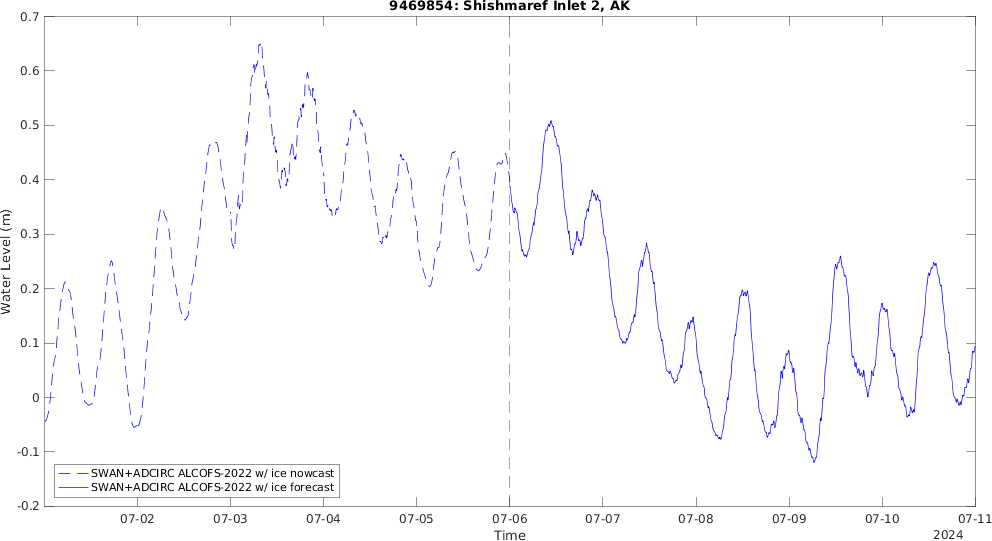 9469854: Shishmaref Inlet 2, AK
0.7
0.6
0.5
0.4
0.3
0.2
0.1
0
-0.1
-0.2
Water Level (m)
SWAN+ADCIRC ALCOFS-2022 w/ ice nowcast
SWAN+ADCIRC ALCOFS-2022 w/ ice forecast
07-02 07-03 07-04 07-05 07-06 07-07 07-08 07-09 07-10 07-11
Time
2024